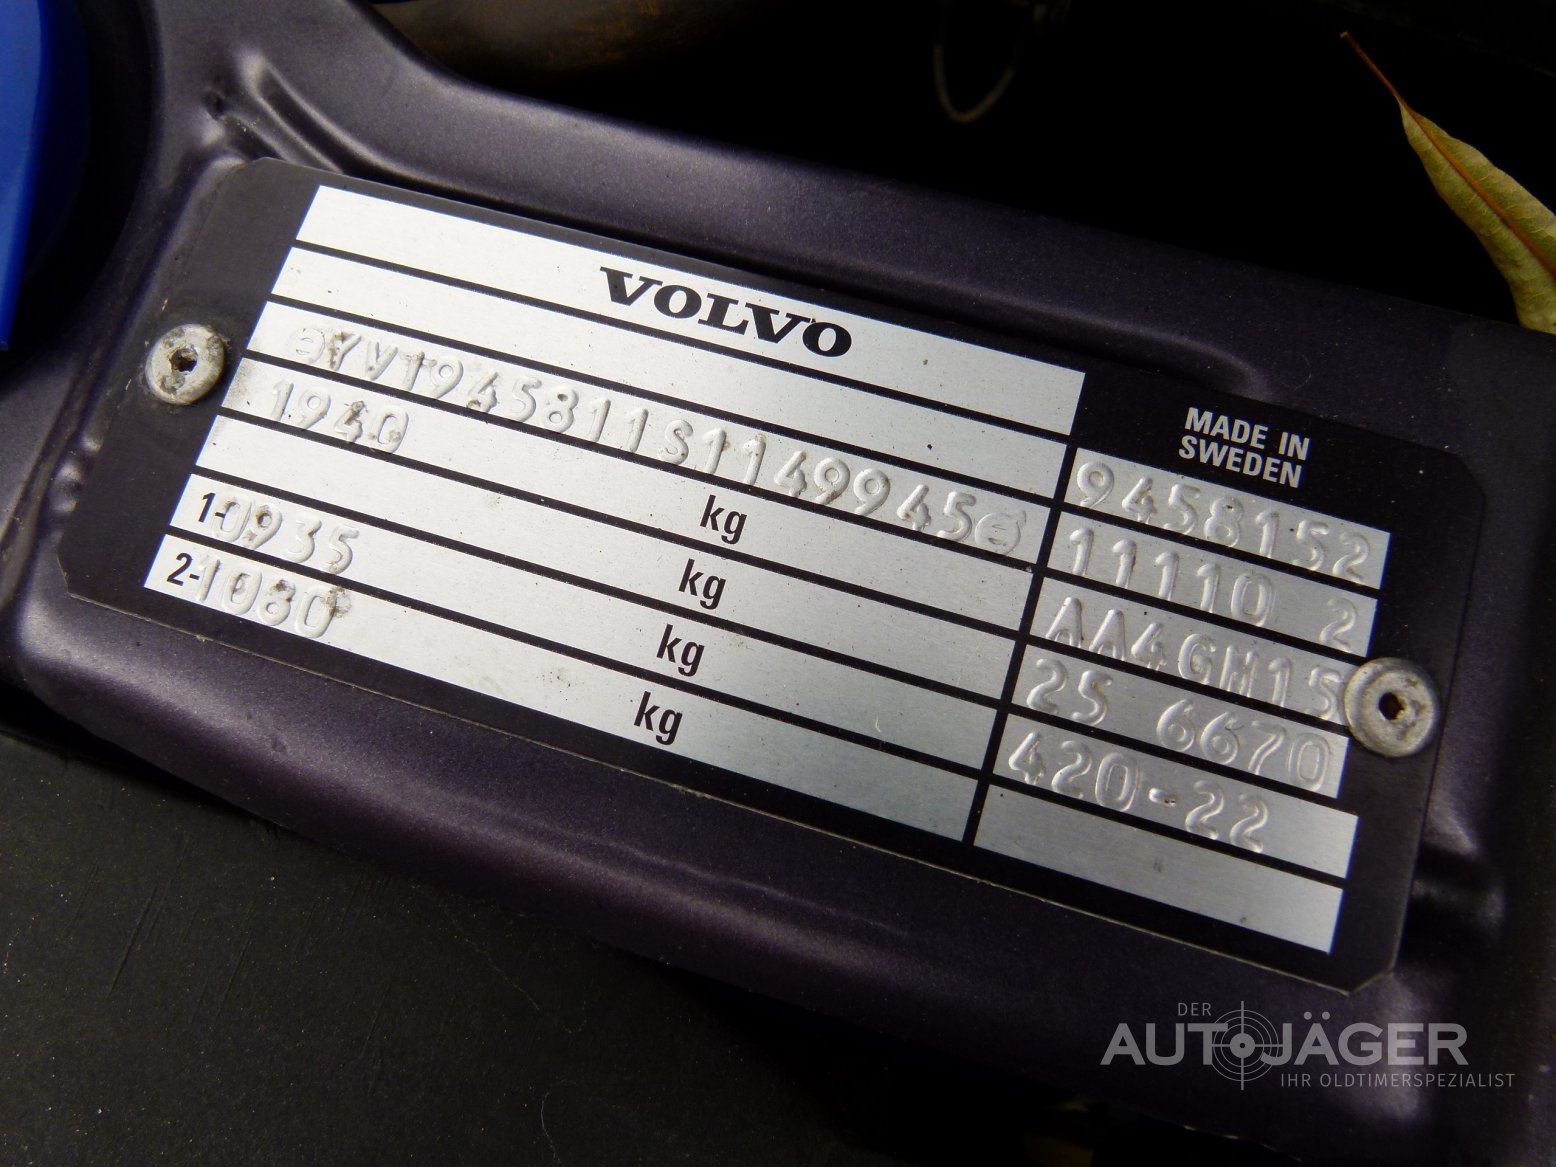 VOLVO
MADE IN
SWEDEN
YV1945811S1149945
9458152
1940 kg
11110 2
kg
AA4GM15
1-0935 kg
25 6670
2-1080 kg
420-22
DER
AUTOJÄGER
IHR OLDTIMERSPEZIALIST